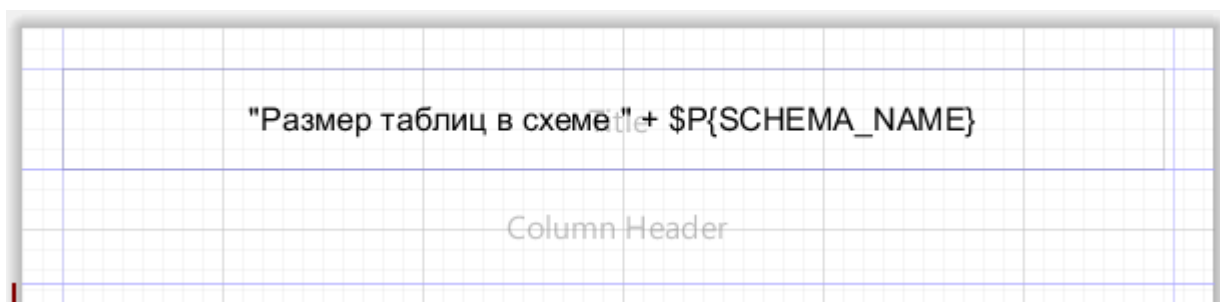 "Размер таблиц в схеме " + $P{SCHEMA_NAME}
Title
Column Header